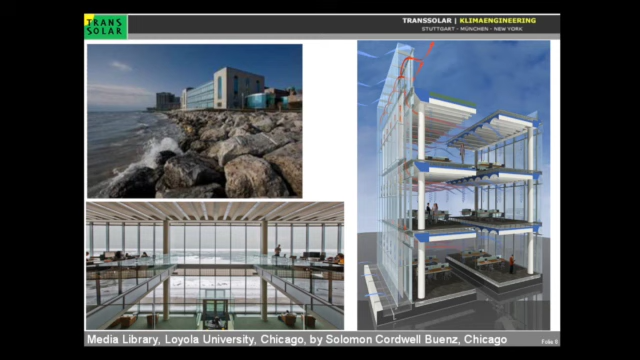 TRANS
SOLAR
TRANSSOLAR | KLIMAENGINEERING
STUTTGART - MÜNCHEN - NEW YORK
Media Library, Loyola University, Chicago, by Solomon Cordwell Buenz, Chicago
Folie 9